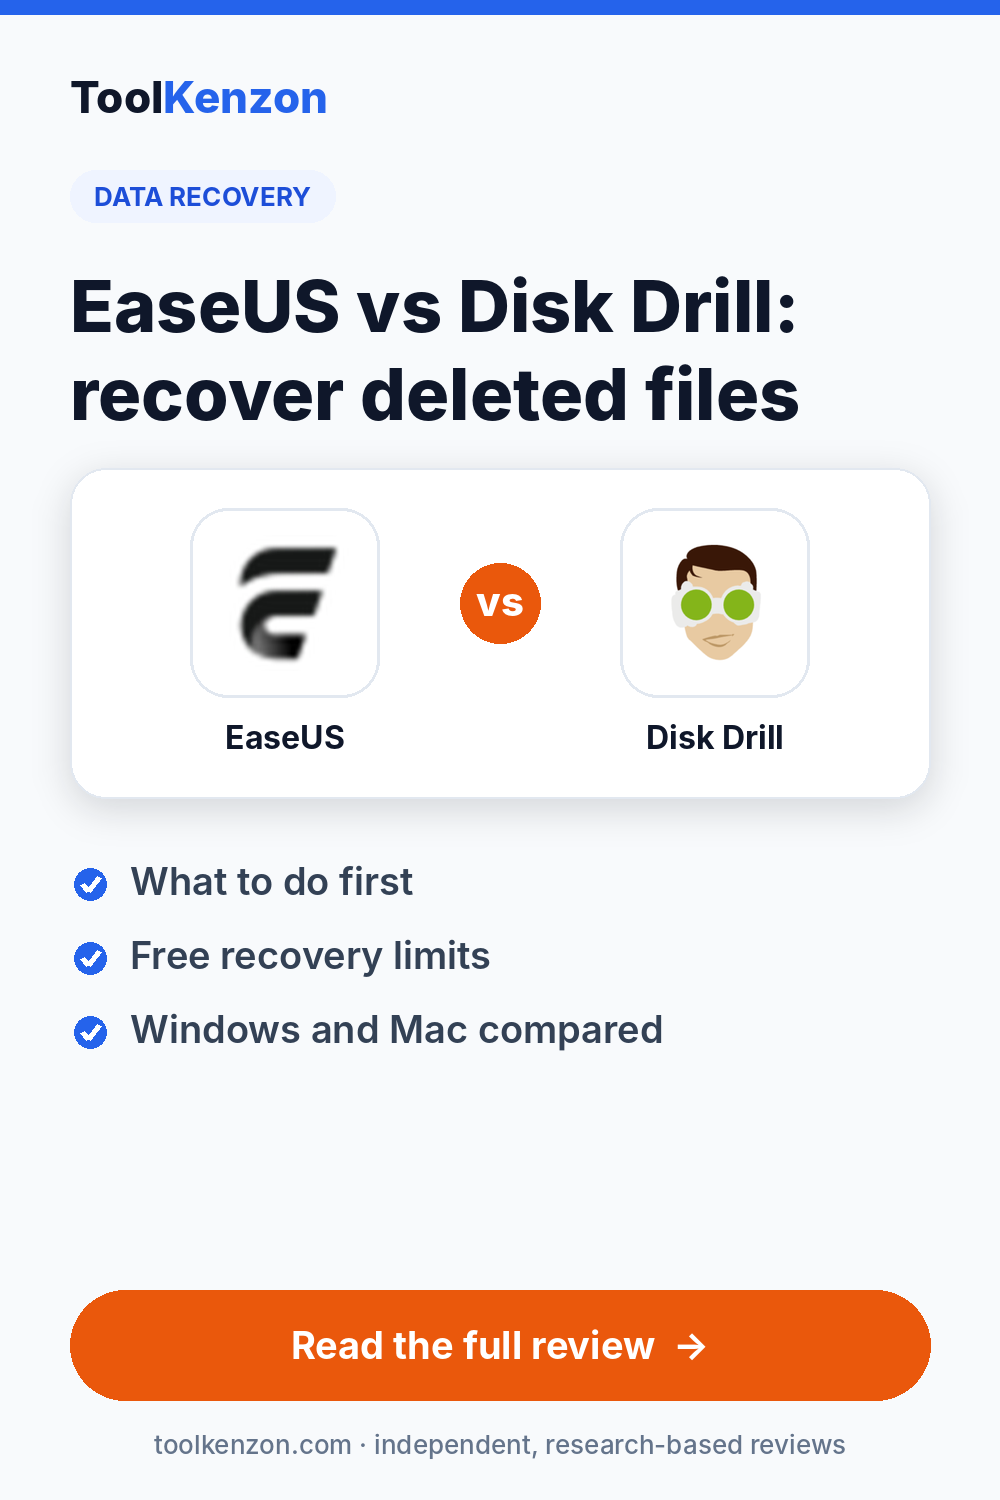 ToolKenzon
DATA RECOVERY
EaseUS vs Disk Drill:
recover deleted files
vs
EaseUS
Disk Drill
What to do first
Free recovery limits
Windows and Mac compared
Read the full review →
toolkenzon.com · independent, research-based reviews